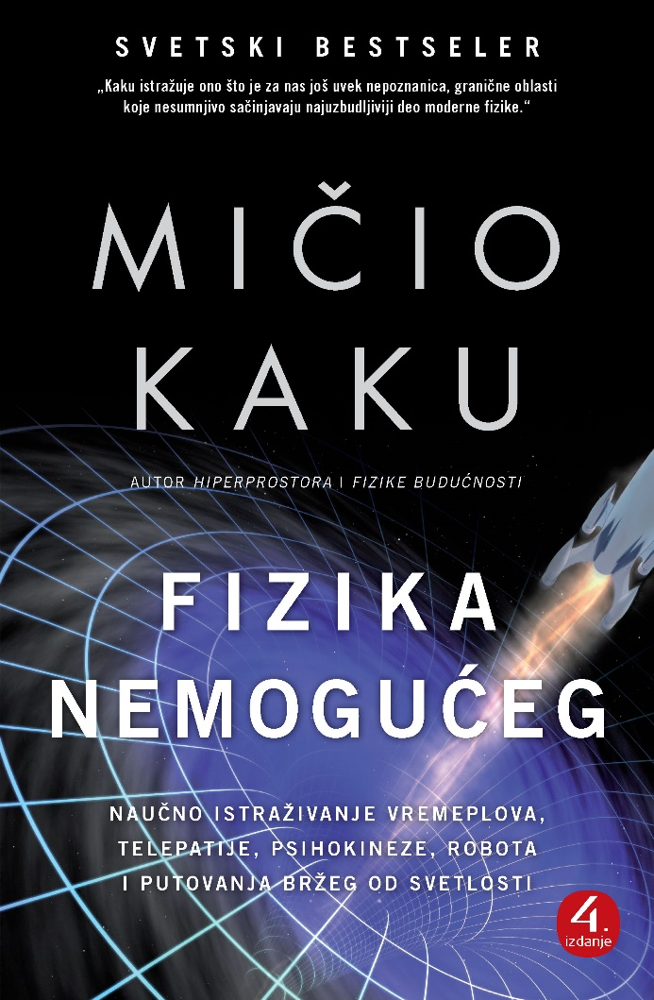 SVETSKI BESTSELER
„Kaku istražuje ono što je za nas još uvek nepoznanica, granične oblasti
koje nesumnjivo sačinjavaju najuzbudljiviji deo moderne fizike.“
MIČIO
KAKU
AUTOR HIPERPROSTORA I FIZIKE BUDUĆNOSTI
FIZIKA
NEMOGUĆEG
NAUČNO ISTRAŽIVANJE VREMEPLOVA,
TELEPATIJE, PSIHOKINEZE, ROBOTA
I PUTOVANJA BRŽEG OD SVETLOSTI
4.
izdanje